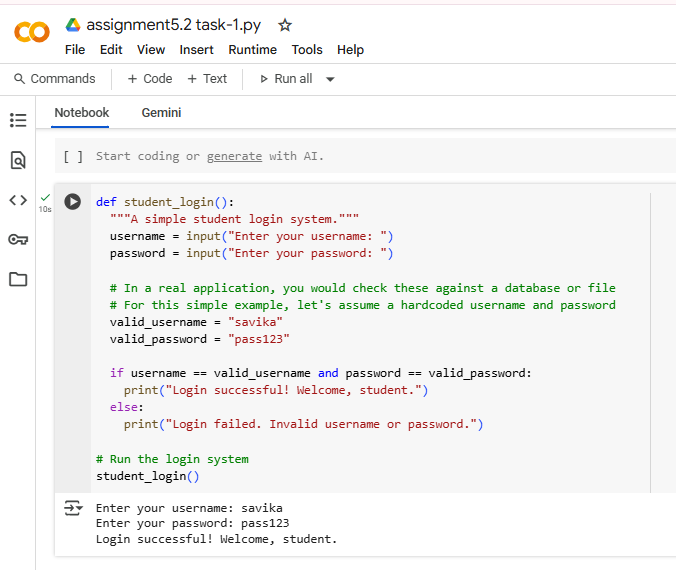 assignment5.2 task-1.py
File Edit View Insert Runtime Tools Help
Commands + Code + Text Run all
Notebook Gemini
[ ] Start coding or generate with AI.
10s
def student_login():
  """A simple student login system."""
  username = input("Enter your username: ")
  password = input("Enter your password: ")
  # In a real application, you would check these against a database or file
  # For this simple example, let's assume a hardcoded username and password
  valid_username = "savika"
  valid_password = "pass123"
  if username == valid_username and password == valid_password:
    print("Login successful! Welcome, student.")
  else:
    print("Login failed. Invalid username or password.")
# Run the login system
student_login()
Enter your username: savika
Enter your password: pass123
Login successful! Welcome, student.